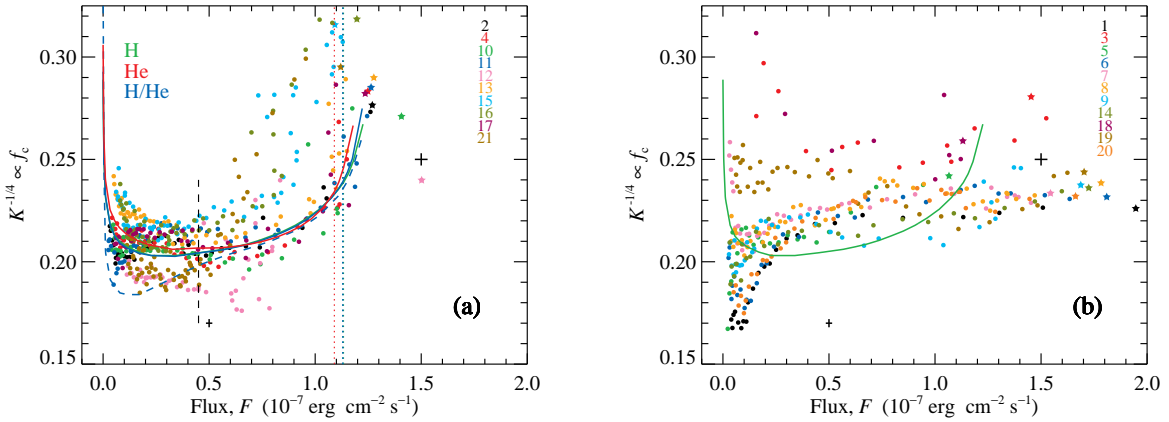 0.30
0.25
0.20
0.15
K^{-1/4} ∝ f_c
H
He
H/He
2
4
10
11
12
13
15
16
17
21
(a)
0.0 0.5 1.0 1.5 2.0
Flux, F (10^{-7} erg cm^{-2} s^{-1})
0.30
0.25
0.20
0.15
K^{-1/4} ∝ f_c
1
3
5
6
7
8
9
14
18
19
20
(b)
0.0 0.5 1.0 1.5 2.0
Flux, F (10^{-7} erg cm^{-2} s^{-1})